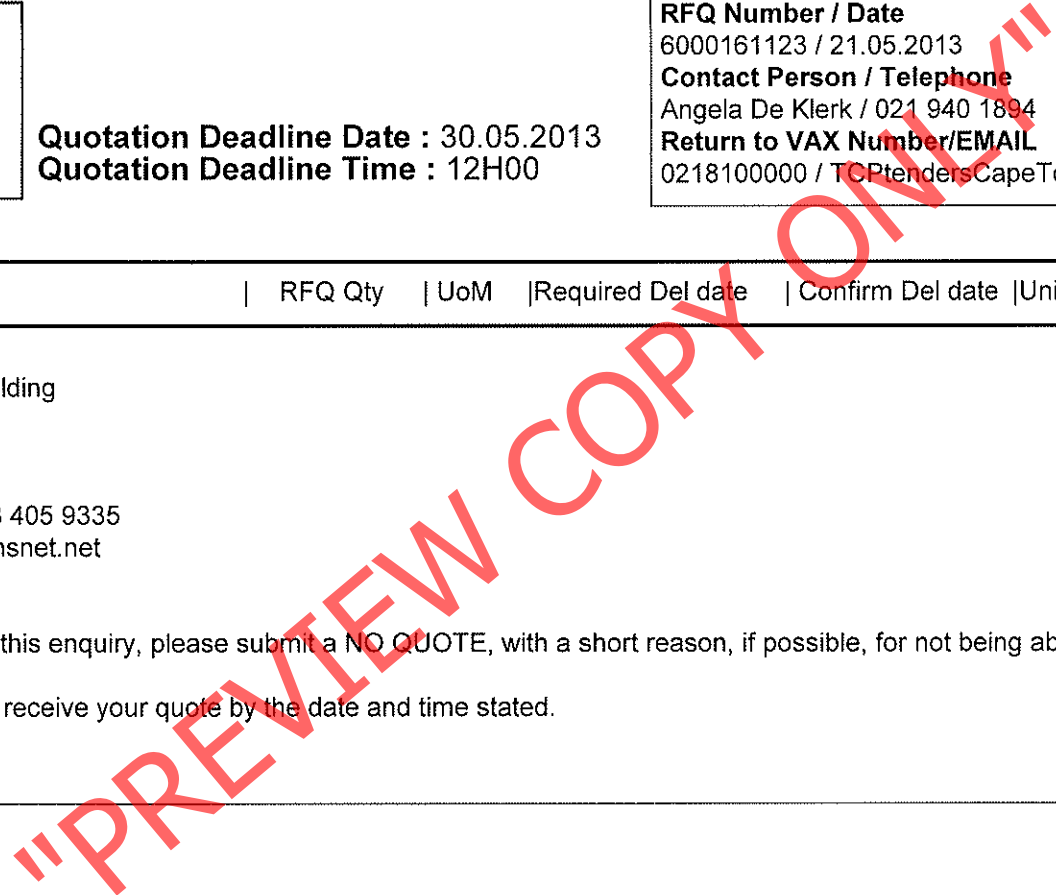 RFQ Number / Date
6000161123 / 21.05.2013
Contact Person / Telephone
Angela De Klerk / 021 940 1894
Return to VAX Number/EMAIL
0218100000 / TCPtendersCapeTo
Quotation Deadline Date : 30.05.2013
Quotation Deadline Time : 12H00
| RFQ Qty | UoM |Required Del date | Confirm Del date |Uni
lding
405 9335
nsnet.net
this enquiry, please submit a NO QUOTE, with a short reason, if possible, for not being ab
receive your quote by the date and time stated.
"PREVIEW COPY ONLY"